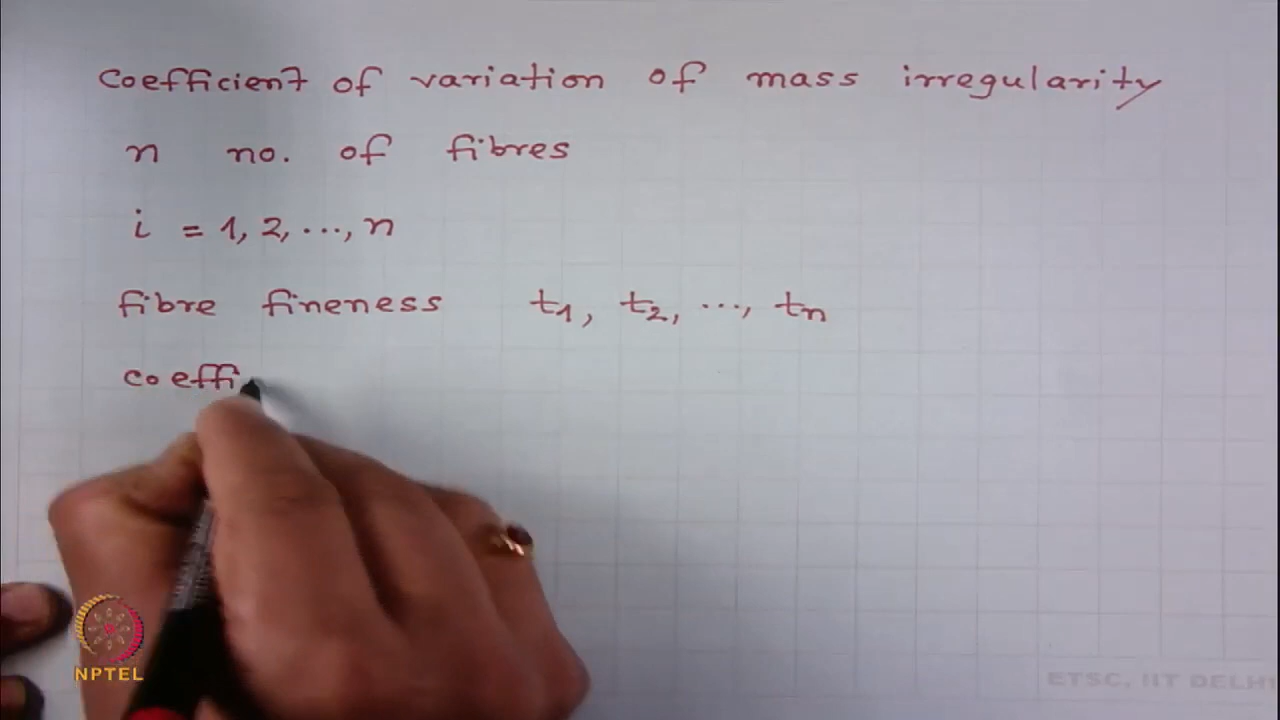 Coefficient of variation of mass irregularity
n no. of fibres
i = 1, 2, ..., n
fibre fineness t1, t2, ..., tn
coeffi
NPTEL
ETSC, IIT DELHI